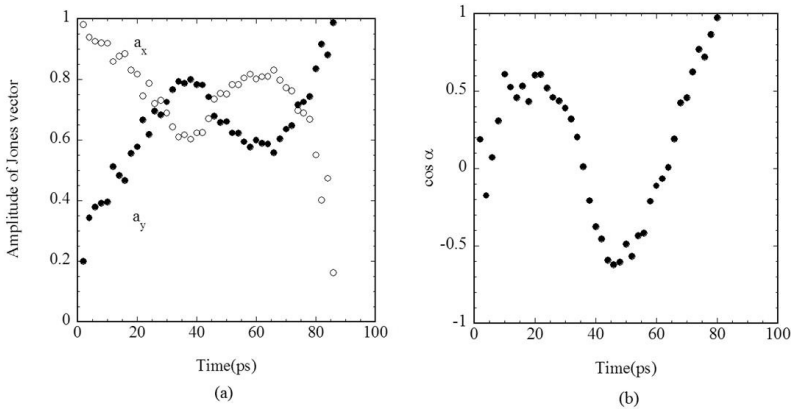 1
0.8
0.6
0.4
0.2
0
Amplitude of Jones vector
a_x
a_y
0 20 40 60 80 100
Time(ps)
(a)
1
0.5
0
-0.5
-1
cos α
0 20 40 60 80 100
Time(ps)
(b)